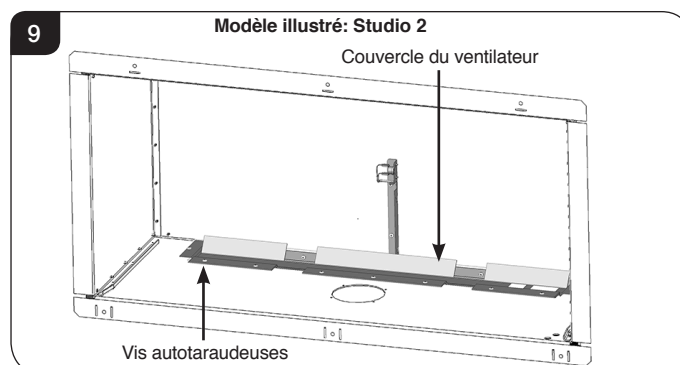 9
Modèle illustré: Studio 2
Couvercle du ventilateur
Vis autotaraudeuses